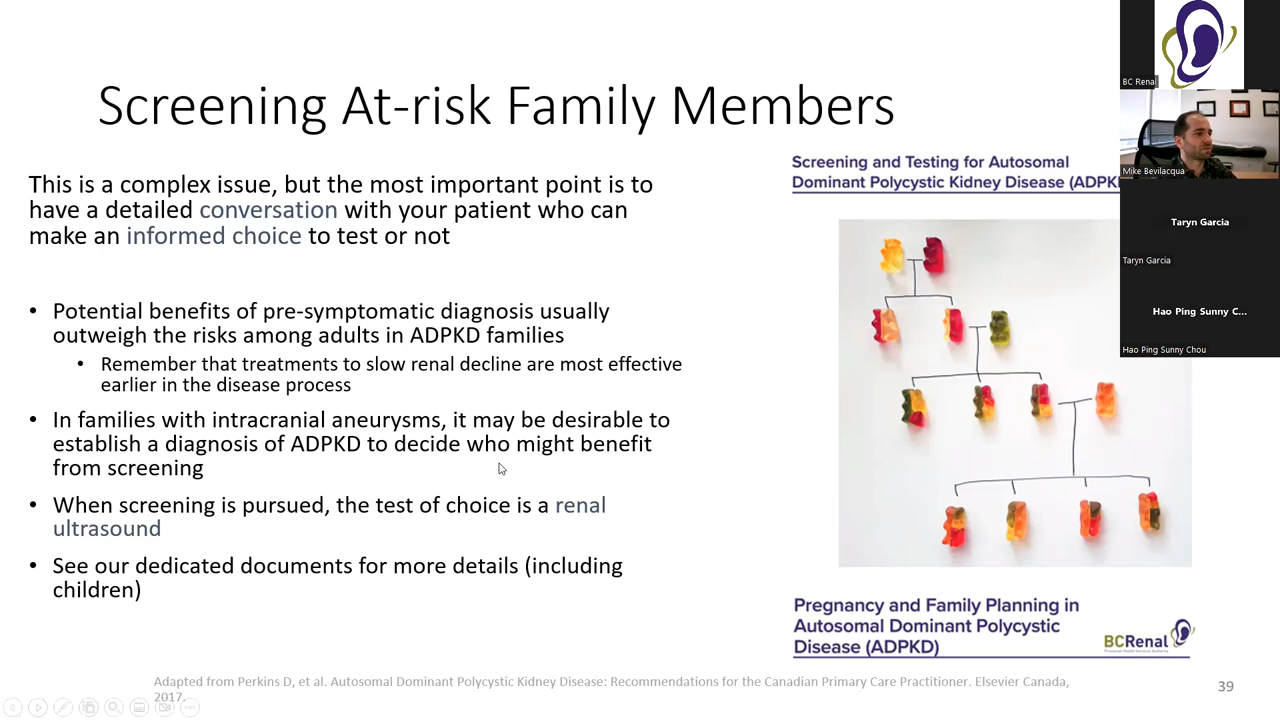 Screening At-risk Family Members
This is a complex issue, but the most important point is to
have a detailed conversation with your patient who can
make an informed choice to test or not
• Potential benefits of pre-symptomatic diagnosis usually
outweigh the risks among adults in ADPKD families
• Remember that treatments to slow renal decline are most effective
earlier in the disease process
• In families with intracranial aneurysms, it may be desirable to
establish a diagnosis of ADPKD to decide who might benefit
from screening
• When screening is pursued, the test of choice is a renal
ultrasound
• See our dedicated documents for more details (including
children)
Screening and Testing for Autosomal
Dominant Polycystic Kidney Disease (ADPK
Pregnancy and Family Planning in
Autosomal Dominant Polycystic
Disease (ADPKD)
BCRenal
Adapted from Perkins D, et al. Autosomal Dominant Polycystic Kidney Disease: Recommendations for the Canadian Primary Care Practitioner. Elsevier Canada,
2017.
39
BC Renal
Mike Bevilacqua
Taryn Garcia
Taryn Garcia
Hao Ping Sunny C...
Hao Ping Sunny Chou